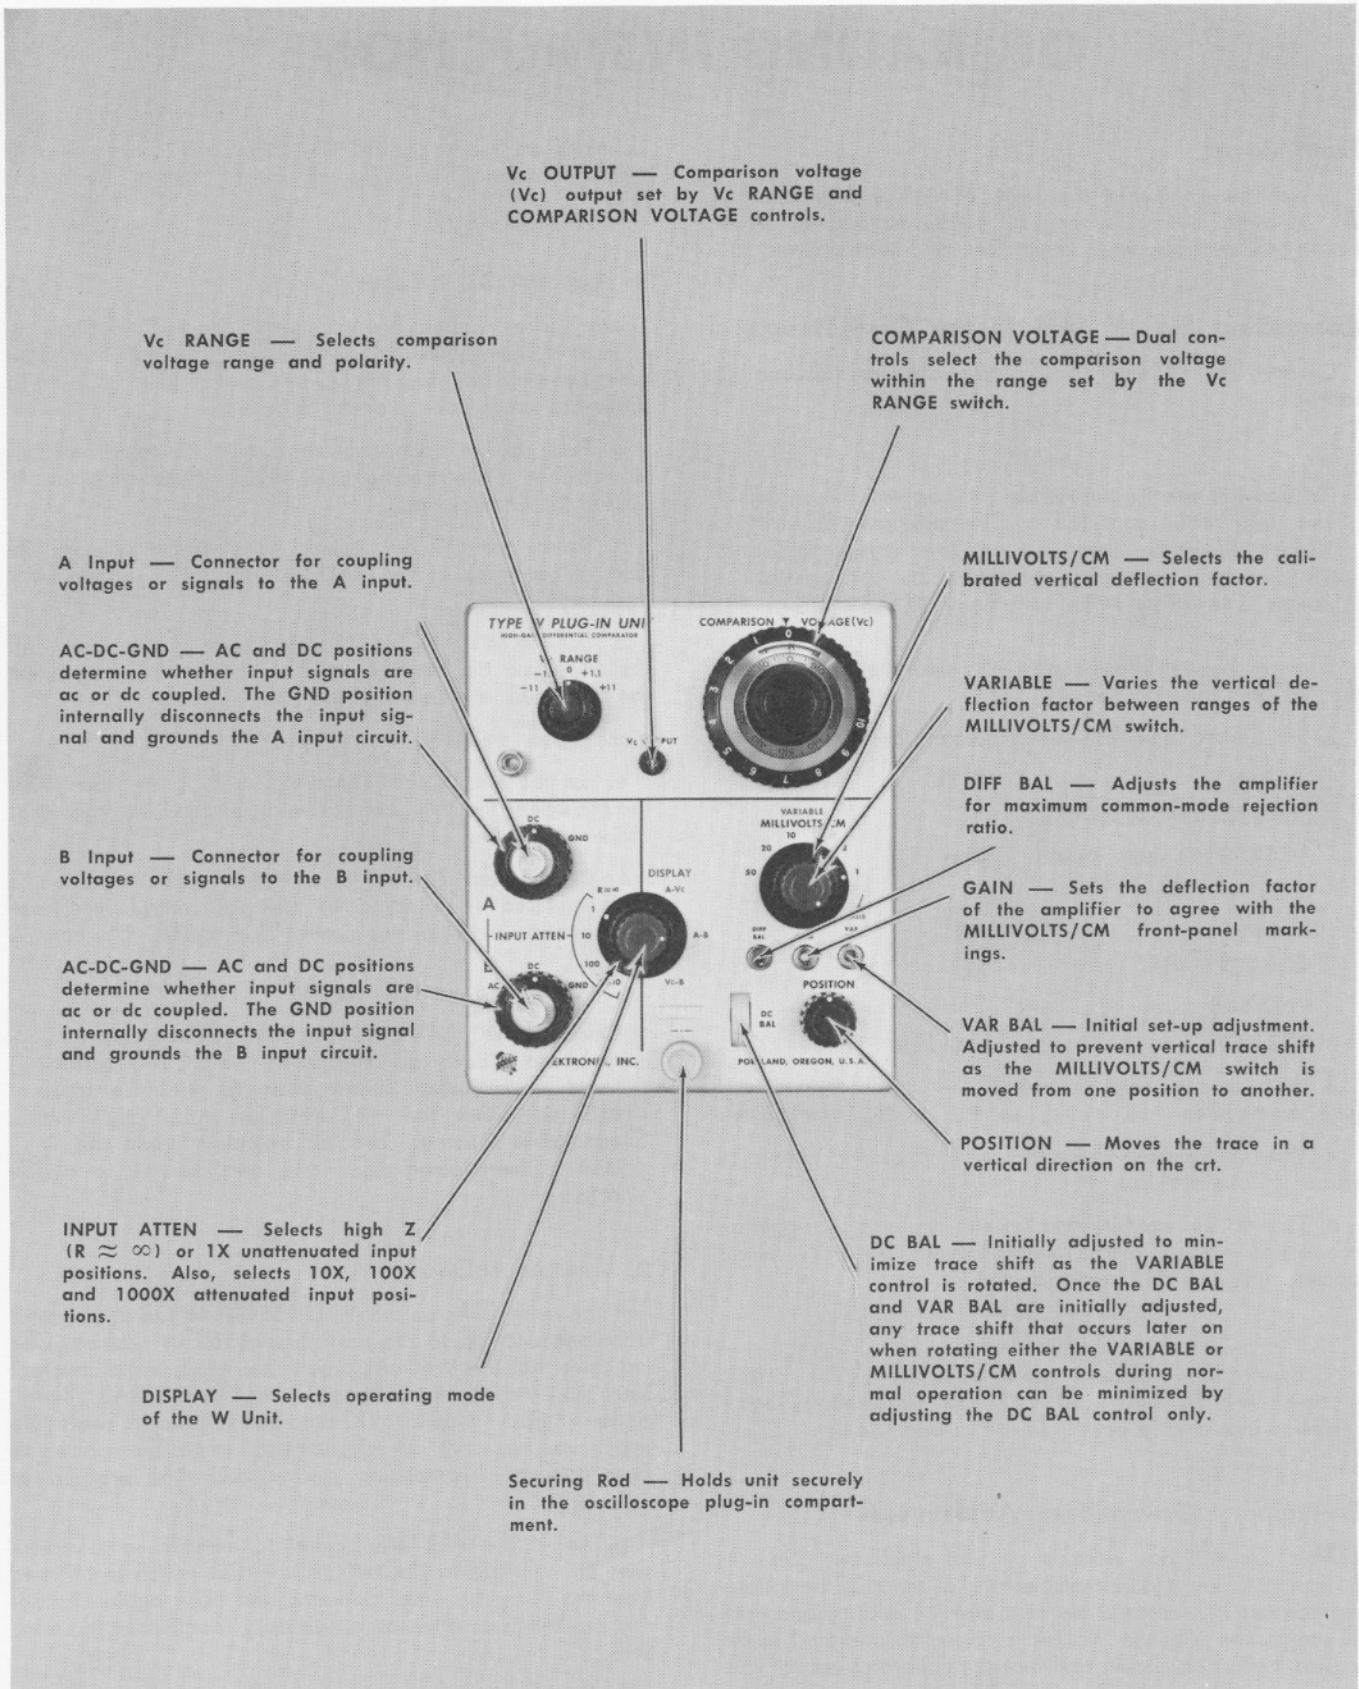 Vc OUTPUT — Comparison voltage
(Vc) output set by Vc RANGE and
COMPARISON VOLTAGE controls.
Vc RANGE — Selects comparison
voltage range and polarity.
COMPARISON VOLTAGE — Dual con-
trols select the comparison voltage
within the range set by the Vc
RANGE switch.
A Input — Connector for coupling
voltages or signals to the A input.
AC-DC-GND — AC and DC positions
determine whether input signals are
ac or dc coupled. The GND position
internally disconnects the input sig-
nal and grounds the A input circuit.
B Input — Connector for coupling
voltages or signals to the B input.
AC-DC-GND — AC and DC positions
determine whether input signals are
ac or dc coupled. The GND position
internally disconnects the input signal
and grounds the B input circuit.
INPUT ATTEN — Selects high Z
(R ≈ ∞) or 1X unattenuated input
positions. Also, selects 10X, 100X
and 1000X attenuated input posi-
tions.
DISPLAY — Selects operating mode
of the W Unit.
TYPE PLUG-IN
HIGH-GAIN DIFFERENTIAL COMPARATOR
RANGE
0 +1.1
-11 +11
Vc
COMPARISON VOLTAGE (Vc)
0
1
2
3
4
5
6
7
8
9
10
DC
GND
A
INPUT ATTEN
R≈∞
1
10
100
DISPLAY
A-Vc
A-B
Vc-B
AC
DC
GND
INC.
VARIABLE
MILLIVOLTS/CM
10
20
50
1
DIFF
BAL
VAR
POSITION
DC
BAL
PORTLAND, OREGON, U.S.A.
MILLIVOLTS/CM — Selects the cali-
brated vertical deflection factor.
VARIABLE — Varies the vertical de-
flection factor between ranges of the
MILLIVOLTS/CM switch.
DIFF BAL — Adjusts the amplifier
for maximum common-mode rejection
ratio.
GAIN — Sets the deflection factor
of the amplifier to agree with the
MILLIVOLTS/CM front-panel mark-
ings.
VAR BAL — Initial set-up adjustment.
Adjusted to prevent vertical trace shift
as the MILLIVOLTS/CM switch is
moved from one position to another.
POSITION — Moves the trace in a
vertical direction on the crt.
DC BAL — Initially adjusted to min-
imize trace shift as the VARIABLE
control is rotated. Once the DC BAL
and VAR BAL are initially adjusted,
any trace shift that occurs later on
when rotating either the VARIABLE or
MILLIVOLTS/CM controls during nor-
mal operation can be minimized by
adjusting the DC BAL control only.
Securing Rod — Holds unit securely
in the oscilloscope plug-in compart-
ment.